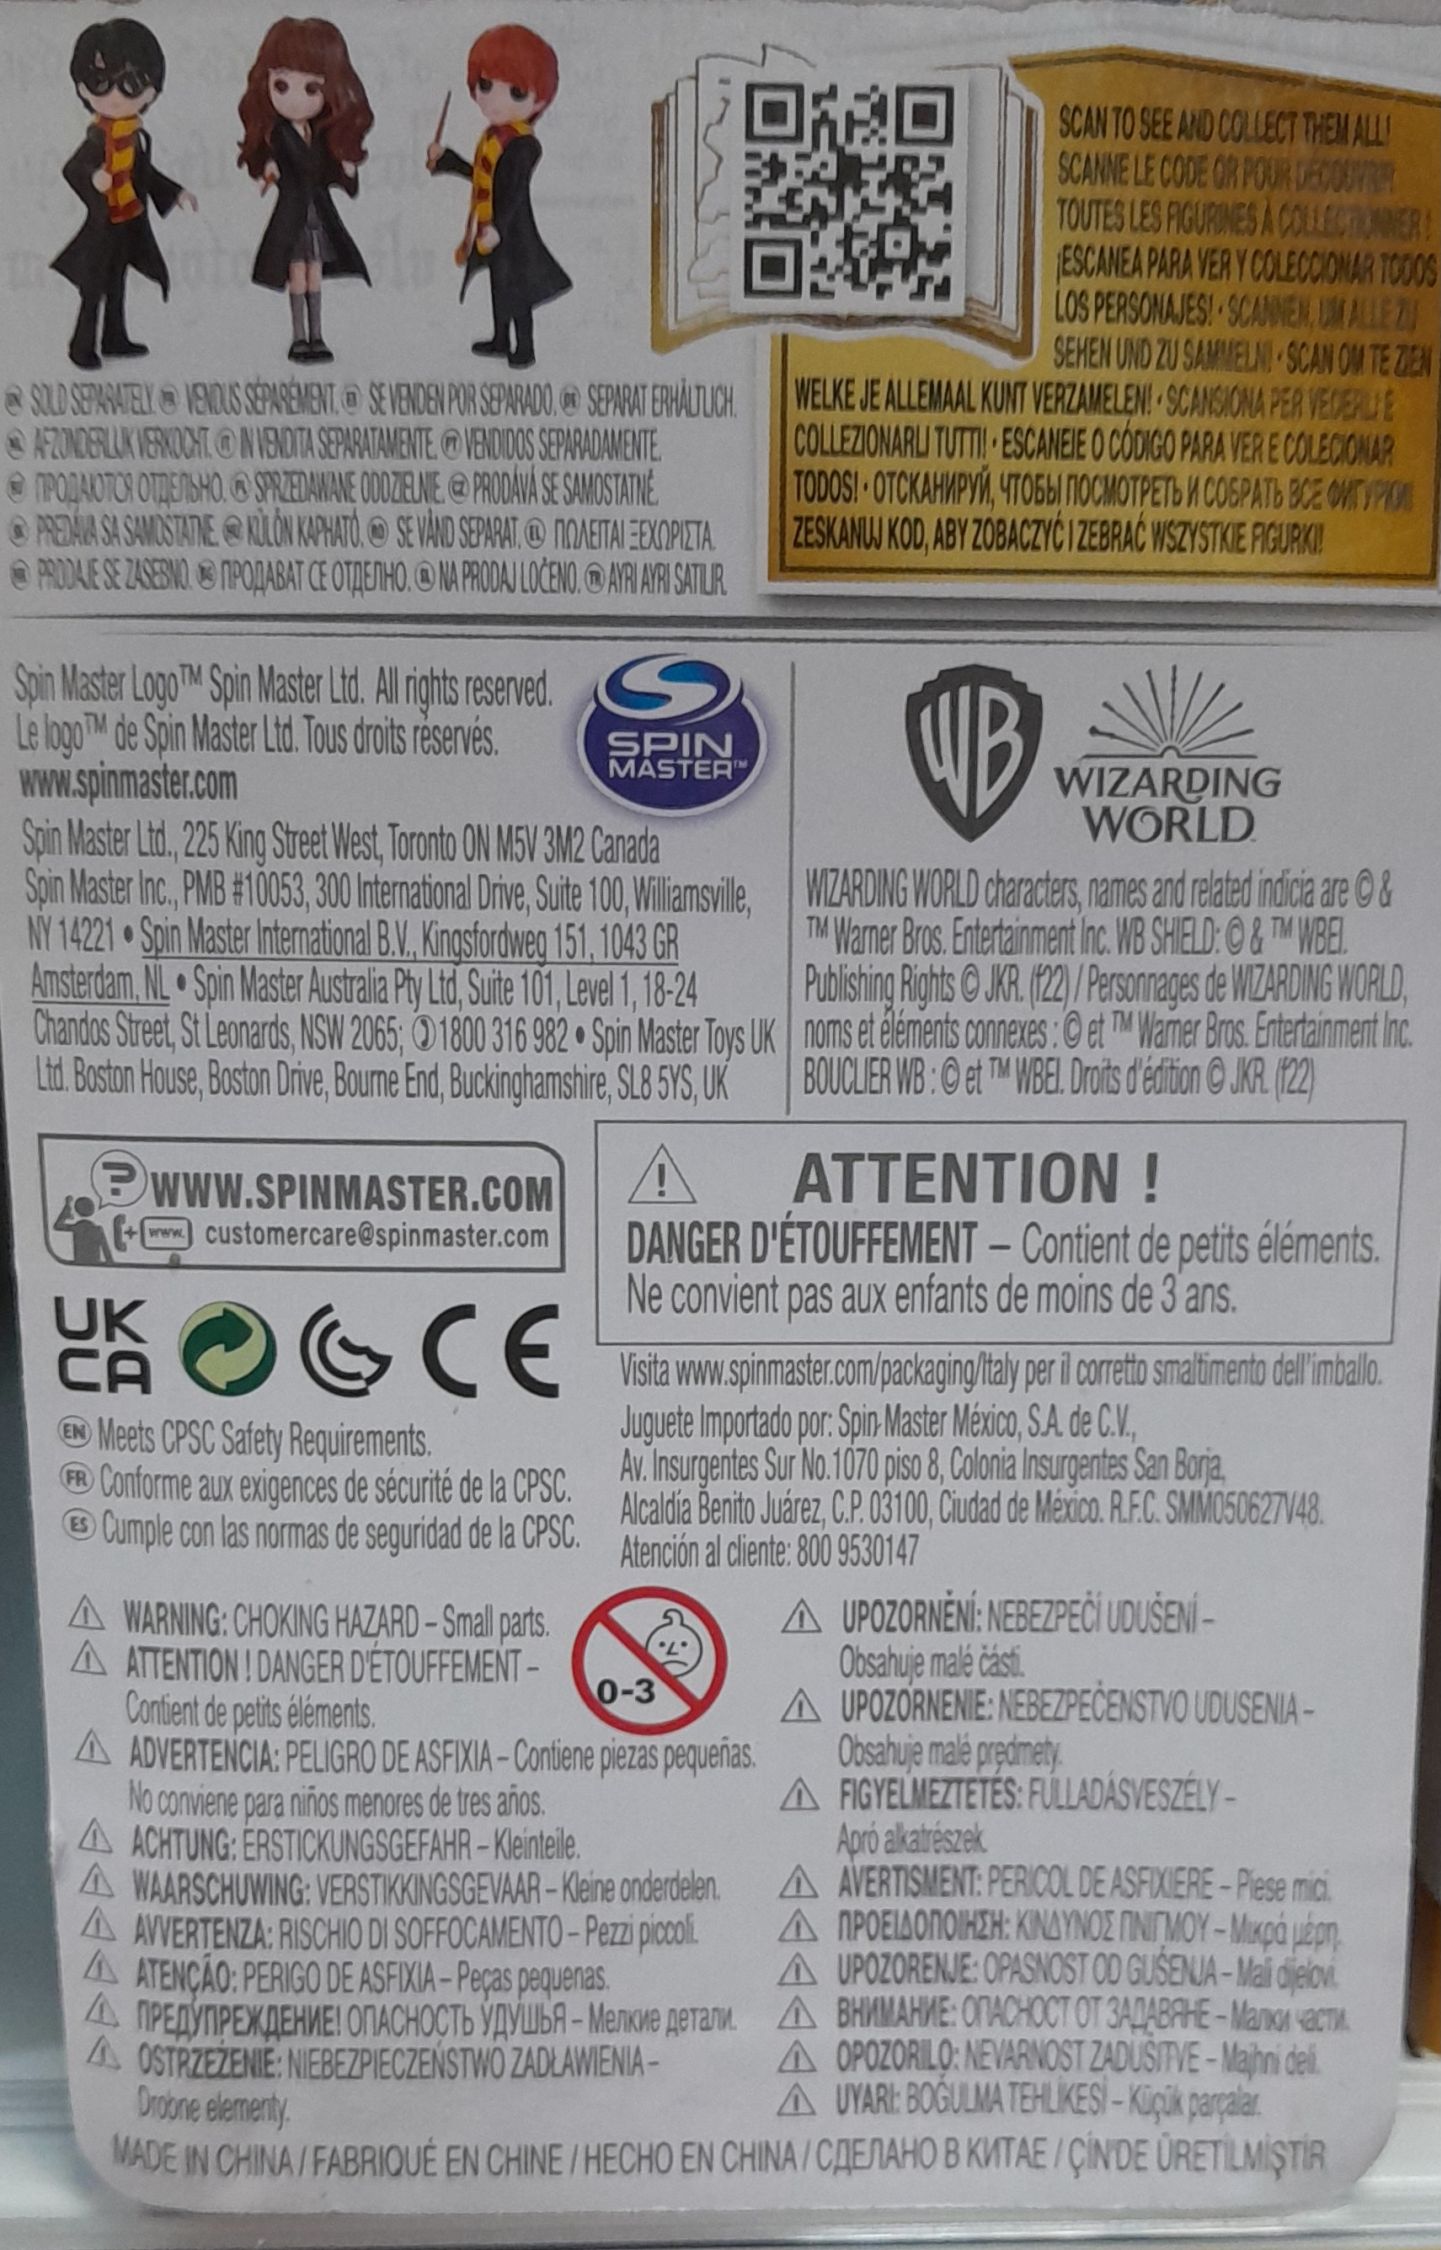 SCAN TO SEE AND COLLECT THEM ALL!
SCANNE LE CODE QR POUR DÉCOUVRIR
TOUTES LES FIGURINES À COLLECTIONNER !
¡ESCANEA PARA VER Y COLECCIONAR TODOS
LOS PERSONAJES! • SCANNEN, UM ALLE ZU
SEHEN UND ZU SAMMELN! • SCAN OM TE ZIEN
WELKE JE ALLEMAAL KUNT VERZAMELEN! • SCANSIONA PER VEDERLI E
COLLEZIONARLI TUTTI! • ESCANEIE O CÓDIGO PARA VER E COLECIONAR
TODOS! • ОТСКАНИРУЙ, ЧТОБЫ ПОСМОТРЕТЬ И СОБРАТЬ ВСЕ ФИГУРКИ!
ZESKANUJ KOD, ABY ZOBACZYĆ I ZEBRAĆ WSZYSTKIE FIGURKI!
EN SOLD SEPARATELY. FR VENDUS SÉPARÉMENT. ES SE VENDEN POR SEPARADO. DE SEPARAT ERHÄLTLICH.
NL AFZONDERLIJK VERKOCHT. IT IN VENDITA SEPARATAMENTE. PT VENDIDOS SEPARADAMENTE.
RU ПРОДАЮТСЯ ОТДЕЛЬНО. PL SPRZEDAWANE ODDZIELNIE. CZ PRODÁVÁ SE SAMOSTATNĚ.
SK PREDÁVA SA SAMOSTATNE. HU KÜLÖN KAPHATÓ. RO SE VÂND SEPARAT. EL ΠΩΛΕΙΤΑΙ ΞΕΧΩΡΙΣΤΑ.
HR PRODAJE SE ZASEBNO. BG ПРОДАВАТ СЕ ОТДЕЛНО. SL NA PRODAJ LOČENO. TR AYRI AYRI SATILIR.
Spin Master Logo™ Spin Master Ltd. All rights reserved.
Le logo™ de Spin Master Ltd. Tous droits réservés.
www.spinmaster.com
SPIN
MASTER™
Spin Master Ltd., 225 King Street West, Toronto ON M5V 3M2 Canada
Spin Master Inc., PMB #10053, 300 International Drive, Suite 100, Williamsville,
NY 14221 • Spin Master International B.V., Kingsfordweg 151, 1043 GR
Amsterdam, NL • Spin Master Australia Pty Ltd, Suite 101, Level 1, 18-24
Chandos Street, St Leonards, NSW 2065; 1800 316 982 • Spin Master Toys UK
Ltd. Boston House, Boston Drive, Bourne End, Buckinghamshire, SL8 5YS, UK
WB
WIZARDING
WORLD
WIZARDING WORLD characters, names and related indicia are © &
™ Warner Bros. Entertainment Inc. WB SHIELD: © & ™ WBEI.
Publishing Rights © JKR. (f22) / Personnages de WIZARDING WORLD,
noms et éléments connexes : © et ™ Warner Bros. Entertainment Inc.
BOUCLIER WB : © et ™ WBEI. Droits d'édition © JKR. (f22)
? WWW.SPINMASTER.COM
www. customercare@spinmaster.com
UK
CA
CE
ATTENTION !
DANGER D'ÉTOUFFEMENT – Contient de petits éléments.
Ne convient pas aux enfants de moins de 3 ans.
EN Meets CPSC Safety Requirements.
FR Conforme aux exigences de sécurité de la CPSC.
ES Cumple con las normas de seguridad de la CPSC.
Visita www.spinmaster.com/packaging/Italy per il corretto smaltimento dell'imballo.
Juguete Importado por: Spin Master México, S.A. de C.V.,
Av. Insurgentes Sur No.1070 piso 8, Colonia Insurgentes San Borja,
Alcaldía Benito Juárez, C.P. 03100, Ciudad de México. R.F.C. SMM050627V48.
Atención al cliente: 800 9530147
WARNING: CHOKING HAZARD – Small parts.
ATTENTION ! DANGER D'ÉTOUFFEMENT –
Contient de petits éléments.
ADVERTENCIA: PELIGRO DE ASFIXIA – Contiene piezas pequeñas.
No conviene para niños menores de tres años.
ACHTUNG: ERSTICKUNGSGEFAHR – Kleinteile.
WAARSCHUWING: VERSTIKKINGSGEVAAR – Kleine onderdelen.
AVVERTENZA: RISCHIO DI SOFFOCAMENTO – Pezzi piccoli.
ATENÇÃO: PERIGO DE ASFIXIA – Peças pequenas.
ПРЕДУПРЕЖДЕНИЕ! ОПАСНОСТЬ УДУШЬЯ – Мелкие детали.
OSTRZEŻENIE: NIEBEZPIECZEŃSTWO ZADŁAWIENIA –
Drobne elementy.
0-3
UPOZORNĚNÍ: NEBEZPEČÍ UDUŠENÍ –
Obsahuje malé části.
UPOZORNENIE: NEBEZPEČENSTVO UDUSENIA –
Obsahuje malé predmety.
FIGYELMEZTETÉS: FULLADÁSVESZÉLY –
Apró alkatrészek.
AVERTISMENT: PERICOL DE ASFIXIERE – Piese mici.
ΠΡΟΕΙΔΟΠΟΙΗΣΗ: ΚΙΝΔΥΝΟΣ ΠΝΙΓΜΟΥ – Μικρά μέρη.
UPOZORENJE: OPASNOST OD GUŠENJA – Mali dijelovi.
ВНИМАНИЕ: ОПАСНОСТ ОТ ЗАДАВЯНЕ – Малки части.
OPOZORILO: NEVARNOST ZADUŠITVE – Majhni deli.
UYARI: BOĞULMA TEHLİKESİ – Küçük parçalar.
MADE IN CHINA / FABRIQUÉ EN CHINE / HECHO EN CHINA / СДЕЛАНО В КИТАЕ / ÇİN'DE ÜRETİLMİŞTİR